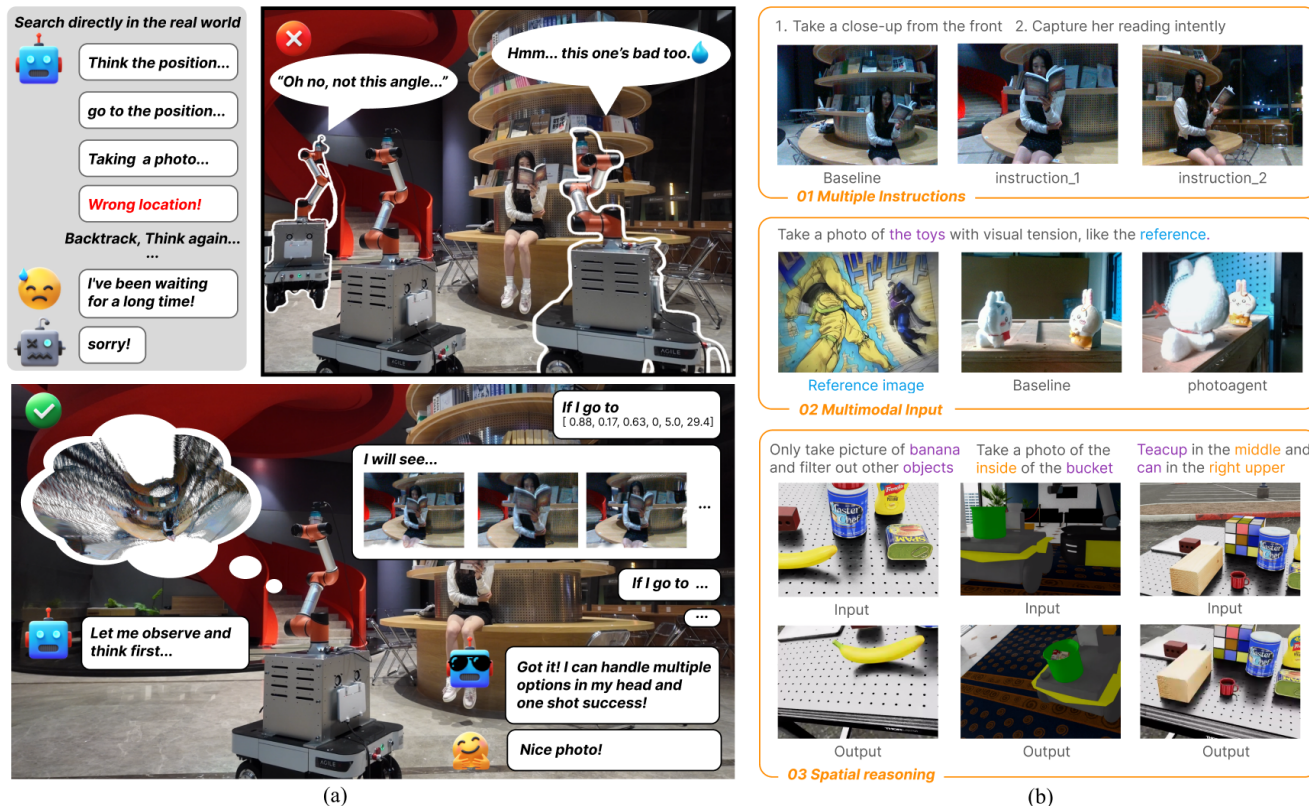 Search directly in the real world
Think the position...
go to the position...
Taking a photo...
Wrong location!
Backtrack, Think again...
...
I've been waiting
for a long time!
sorry!
"Oh no, not this angle..."
Hmm... this one's bad too.
AGILE
AGILE
If I go to
[ 0.88, 0.17, 0.63, 0, 5.0, 29.4]
I will see...
...
If I go to ...
...
Let me observe and
think first...
Got it! I can handle multiple
options in my head and
one shot success!
Nice photo!
AGILE
(a)
1. Take a close-up from the front 2. Capture her reading intently
Baseline
instruction_1
instruction_2
01 Multiple Instructions
Take a photo of the toys with visual tension, like the reference.
Reference image
Baseline
photoagent
02 Multimodal Input
Only take picture of banana
and filter out other objects
Take a photo of the
inside of the bucket
Teacup in the middle and
can in the right upper
SPAM
Input
Input
Input
Output
Output
Output
03 Spatial reasoning
(b)